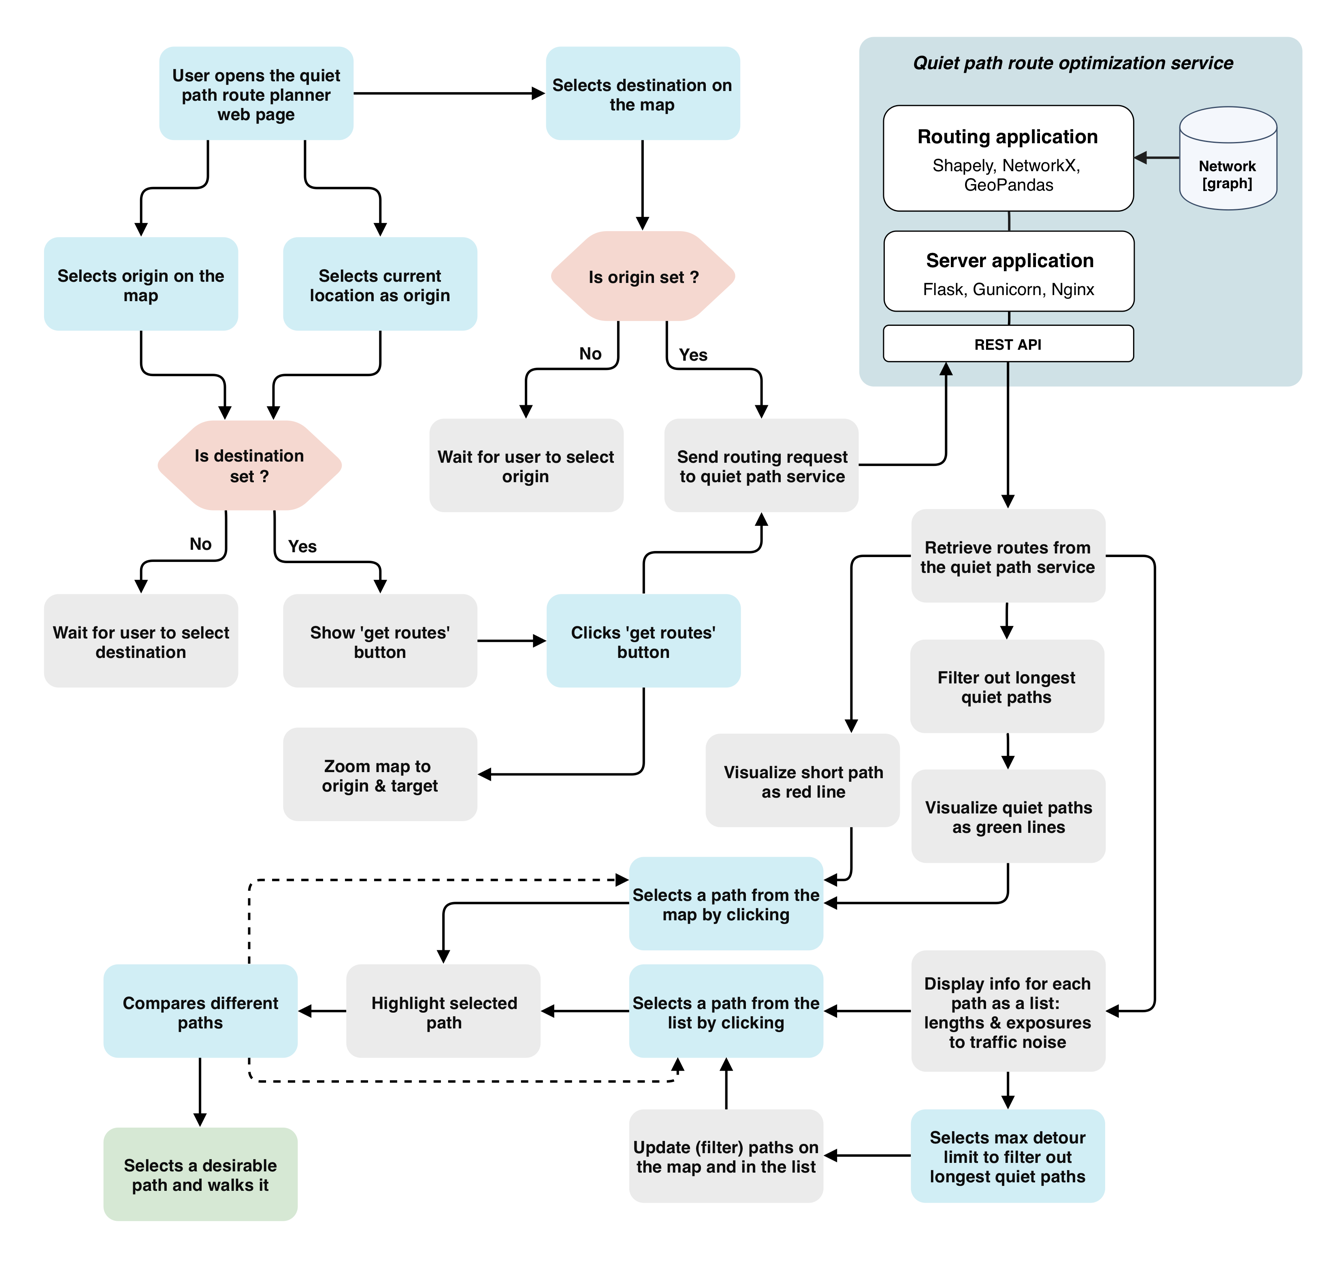 User opens the quiet
path route planner
web page
Selects destination on
the map
Quiet path route optimization service
Routing application
Shapely, NetworkX,
GeoPandas
Network
[graph]
Server application
Flask, Gunicorn, Nginx
REST API
Selects origin on the
map
Selects current
location as origin
Is origin set ?
No
Yes
Is destination
set ?
Wait for user to select
origin
Send routing request
to quiet path service
No
Yes
Retrieve routes from
the quiet path service
Wait for user to select
destination
Show 'get routes'
button
Clicks 'get routes'
button
Filter out longest
quiet paths
Zoom map to
origin & target
Visualize short path
as red line
Visualize quiet paths
as green lines
Selects a path from the
map by clicking
Compares different
paths
Highlight selected
path
Selects a path from the
list by clicking
Display info for each
path as a list:
lengths & exposures
to traffic noise
Selects a desirable
path and walks it
Update (filter) paths on
the map and in the list
Selects max detour
limit to filter out
longest quiet paths